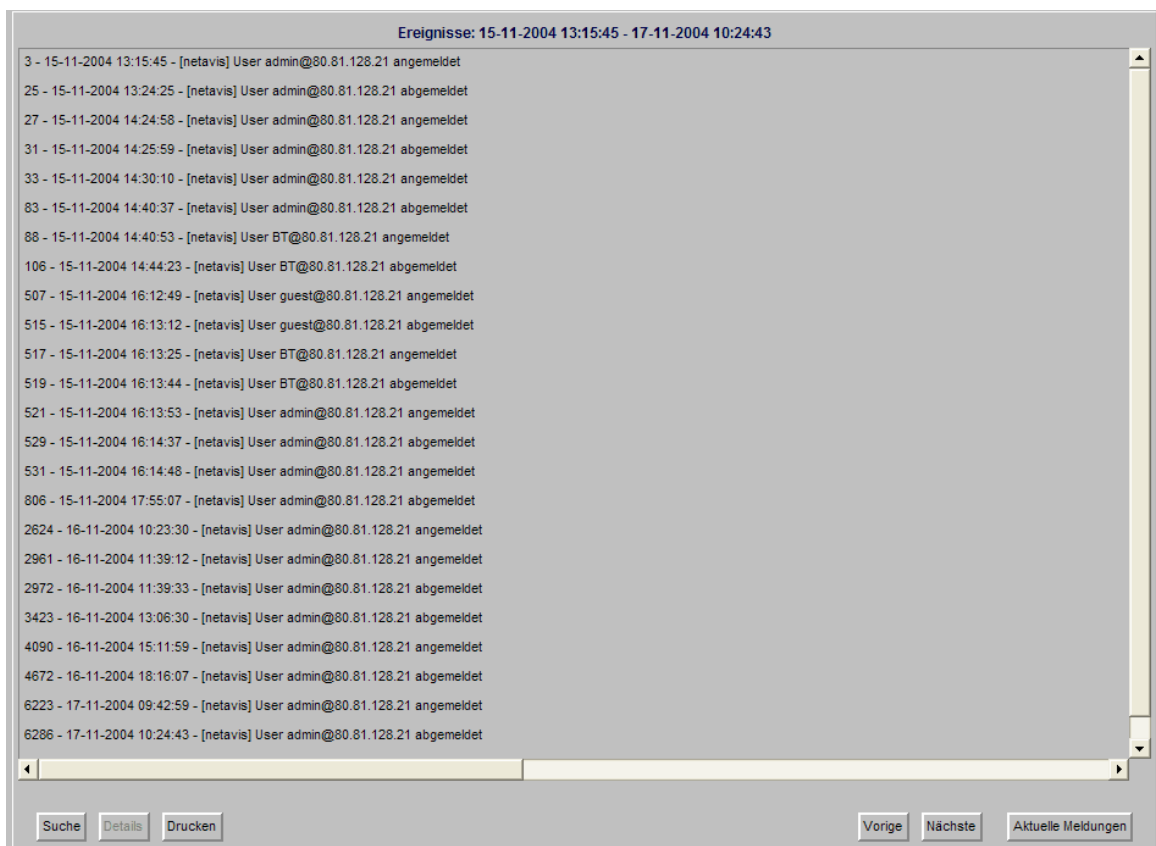 Ereignisse: 15-11-2004 13:15:45 - 17-11-2004 10:24:43
3 - 15-11-2004 13:15:45 - [netavis] User admin@80.81.128.21 angemeldet
25 - 15-11-2004 13:24:25 - [netavis] User admin@80.81.128.21 abgemeldet
27 - 15-11-2004 14:24:58 - [netavis] User admin@80.81.128.21 angemeldet
31 - 15-11-2004 14:25:59 - [netavis] User admin@80.81.128.21 abgemeldet
33 - 15-11-2004 14:30:10 - [netavis] User admin@80.81.128.21 angemeldet
83 - 15-11-2004 14:40:37 - [netavis] User admin@80.81.128.21 abgemeldet
88 - 15-11-2004 14:40:53 - [netavis] User BT@80.81.128.21 angemeldet
106 - 15-11-2004 14:44:23 - [netavis] User BT@80.81.128.21 abgemeldet
507 - 15-11-2004 16:12:49 - [netavis] User guest@80.81.128.21 angemeldet
515 - 15-11-2004 16:13:12 - [netavis] User guest@80.81.128.21 abgemeldet
517 - 15-11-2004 16:13:25 - [netavis] User BT@80.81.128.21 angemeldet
519 - 15-11-2004 16:13:44 - [netavis] User BT@80.81.128.21 abgemeldet
521 - 15-11-2004 16:13:53 - [netavis] User admin@80.81.128.21 angemeldet
529 - 15-11-2004 16:14:37 - [netavis] User admin@80.81.128.21 abgemeldet
531 - 15-11-2004 16:14:48 - [netavis] User admin@80.81.128.21 angemeldet
806 - 15-11-2004 17:55:07 - [netavis] User admin@80.81.128.21 abgemeldet
2624 - 16-11-2004 10:23:30 - [netavis] User admin@80.81.128.21 angemeldet
2961 - 16-11-2004 11:39:12 - [netavis] User admin@80.81.128.21 angemeldet
2972 - 16-11-2004 11:39:33 - [netavis] User admin@80.81.128.21 abgemeldet
3423 - 16-11-2004 13:06:30 - [netavis] User admin@80.81.128.21 abgemeldet
4090 - 16-11-2004 15:11:59 - [netavis] User admin@80.81.128.21 angemeldet
4672 - 16-11-2004 18:16:07 - [netavis] User admin@80.81.128.21 abgemeldet
6223 - 17-11-2004 09:42:59 - [netavis] User admin@80.81.128.21 angemeldet
6286 - 17-11-2004 10:24:43 - [netavis] User admin@80.81.128.21 abgemeldet
Suche Details Drucken Vorige Nächste Aktuelle Meldungen